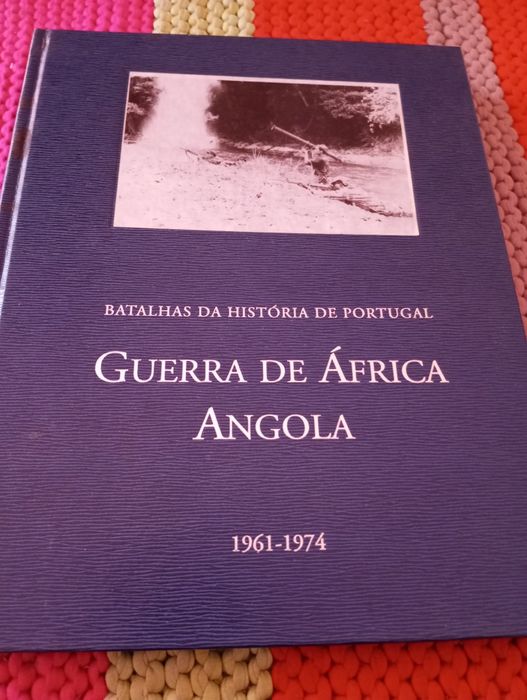 BATALHAS DA HISTÓRIA DE PORTUGAL
GUERRA DE ÁFRICA
ANGOLA
1961-1974